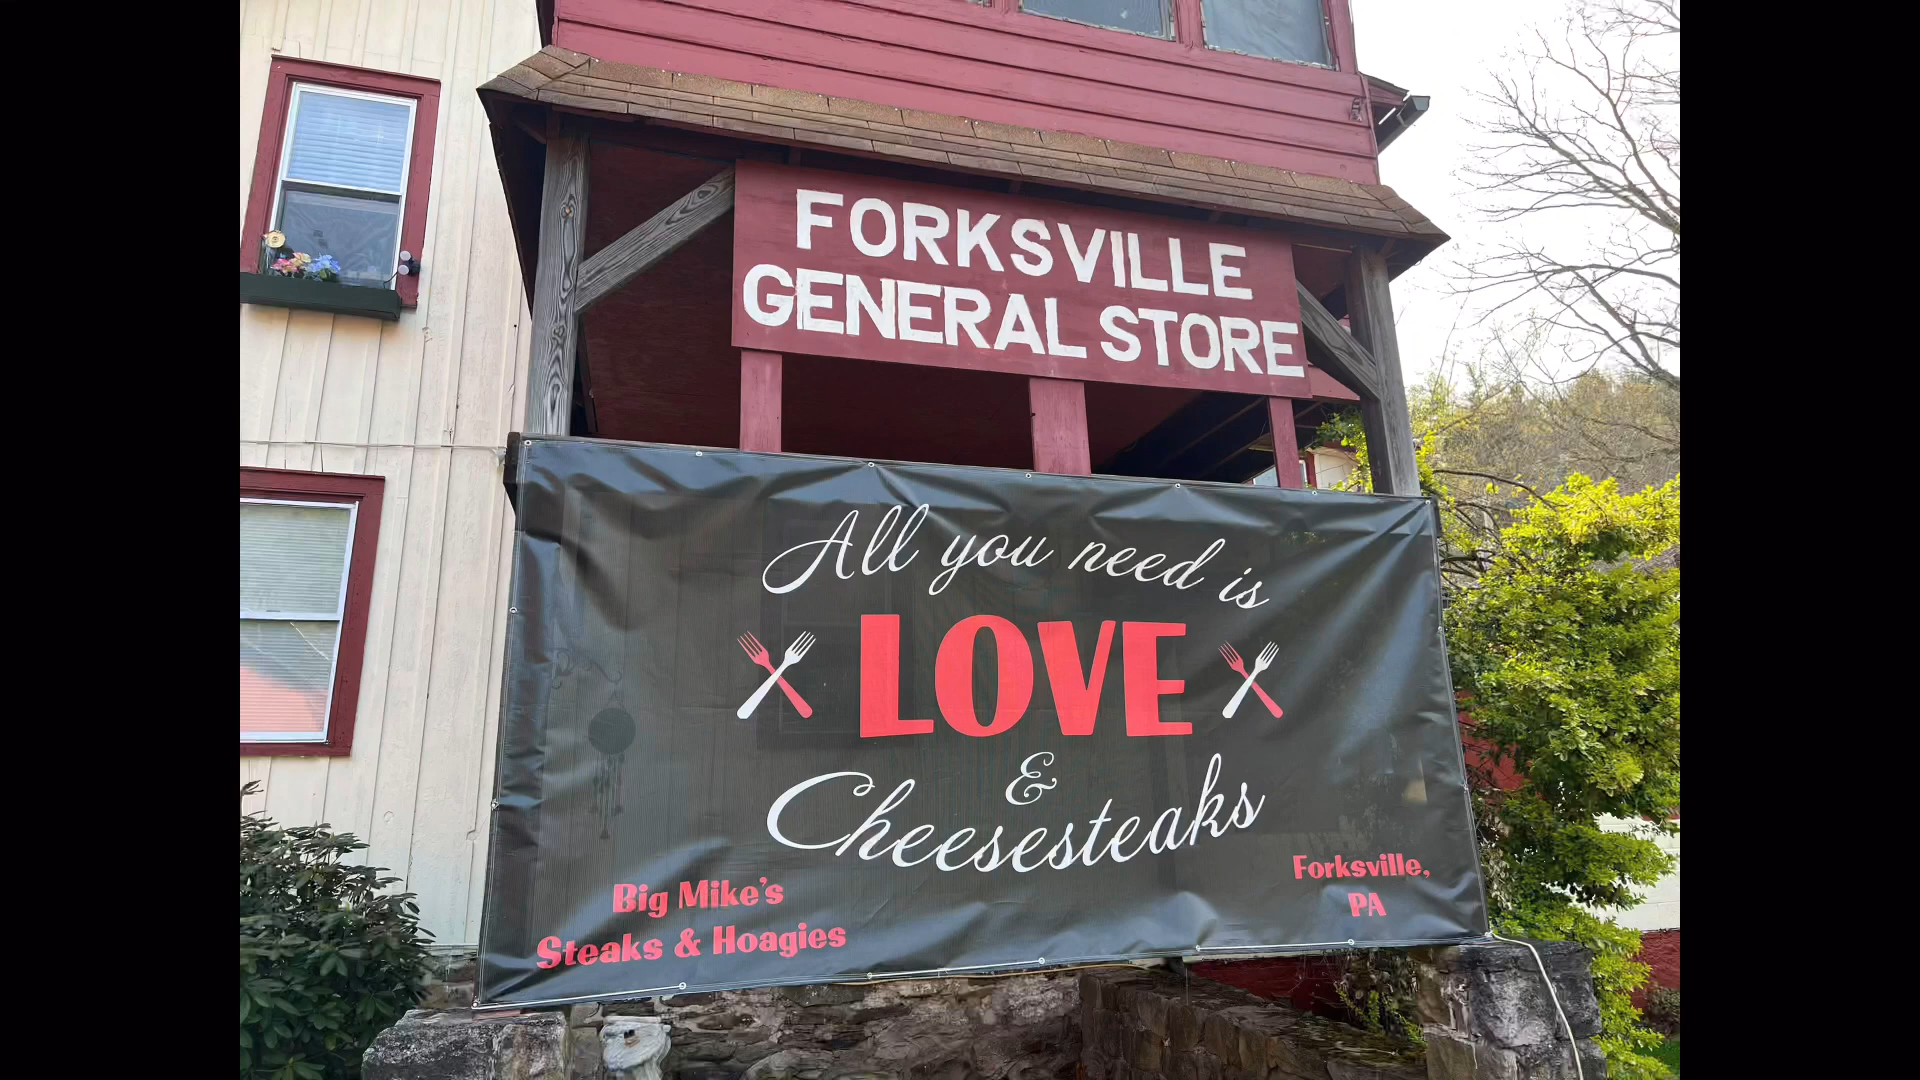 FORKSVILLE
GENERAL STORE
All you need is
LOVE
&
Cheesesteaks
Big Mike's
Steaks & Hoagies
Forksville,
PA